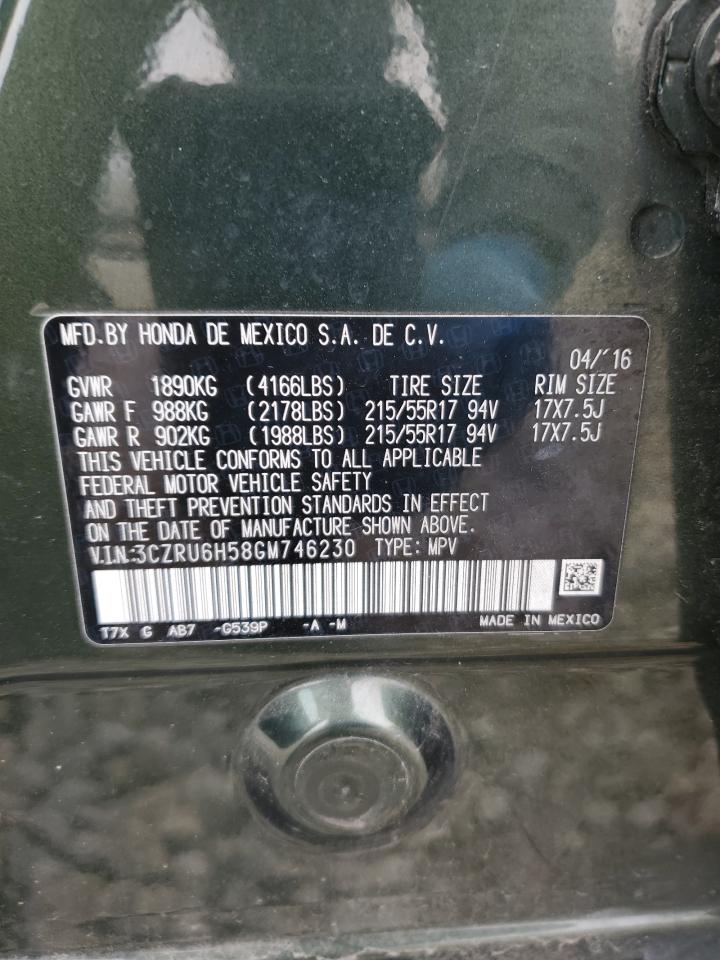 MFD.BY HONDA DE MEXICO S.A. DE C.V.
04/'16
GVWR 1890KG (4166LBS) TIRE SIZE RIM SIZE
GAWR F 988KG (2178LBS) 215/55R17 94V 17X7.5J
GAWR R 902KG (1988LBS) 215/55R17 94V 17X7.5J
THIS VEHICLE CONFORMS TO ALL APPLICABLE
FEDERAL MOTOR VEHICLE SAFETY
AND THEFT PREVENTION STANDARDS IN EFFECT
ON THE DATE OF MANUFACTURE SHOWN ABOVE.
V.I.N.:3CZRU6H58GM746230 TYPE: MPV
T7X G AB7 -G539P -A -M MADE IN MEXICO